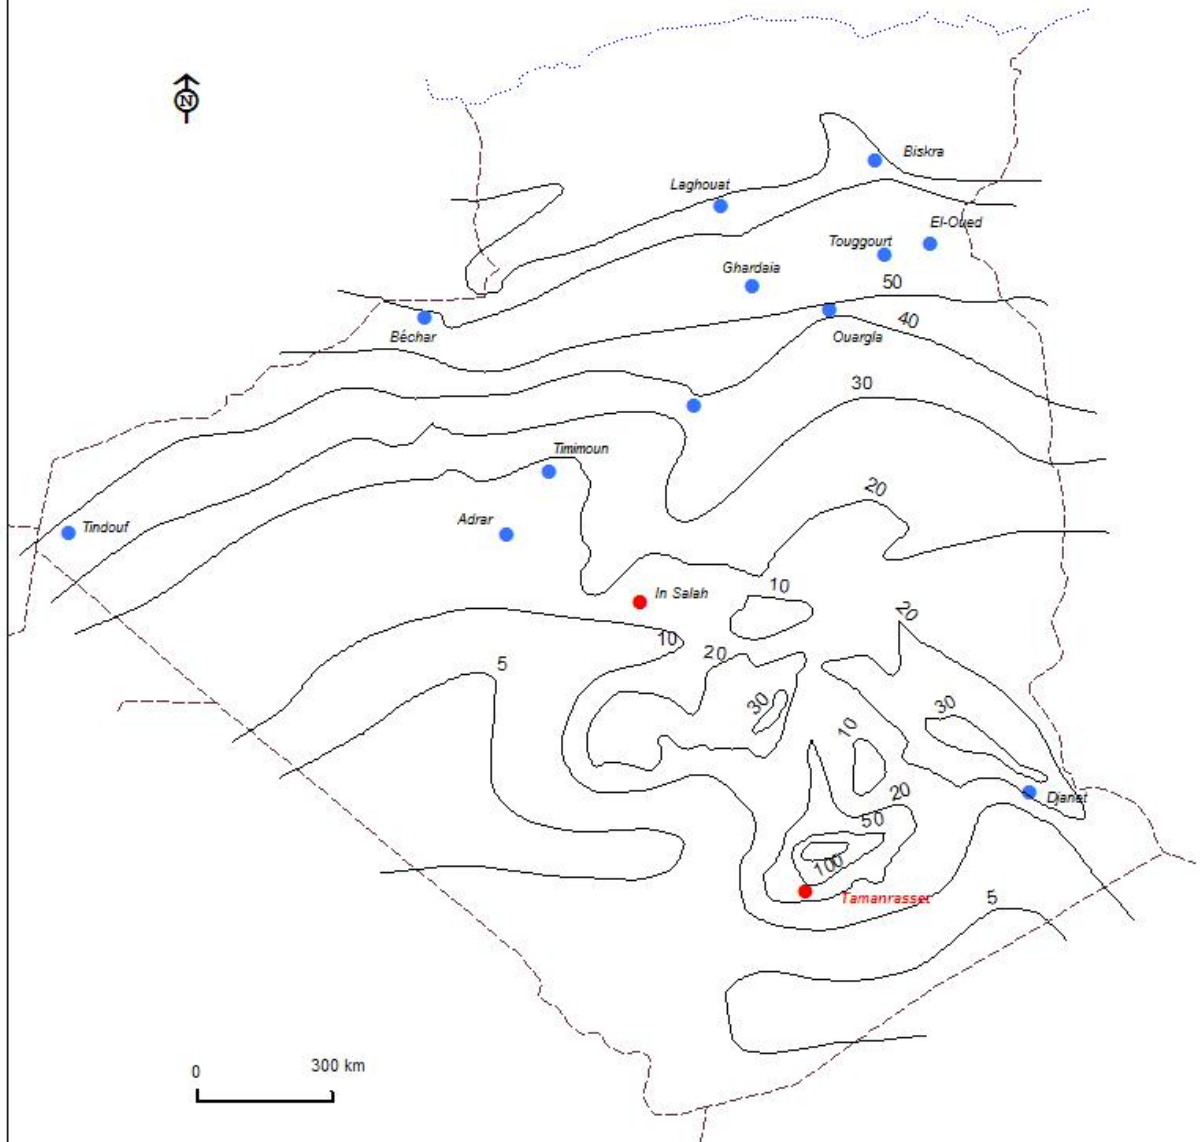 N
Biskra
Laghouat
El-Oued
Touggourt
Ghardaia
50
40
Ouargla
Béchar
30
Timimoun
20
Adrar
Tindouf
10
In Salah
20
10
20
5
30
30
10
20
Djanet
50
100
Tamanrasset
5
0
300 km